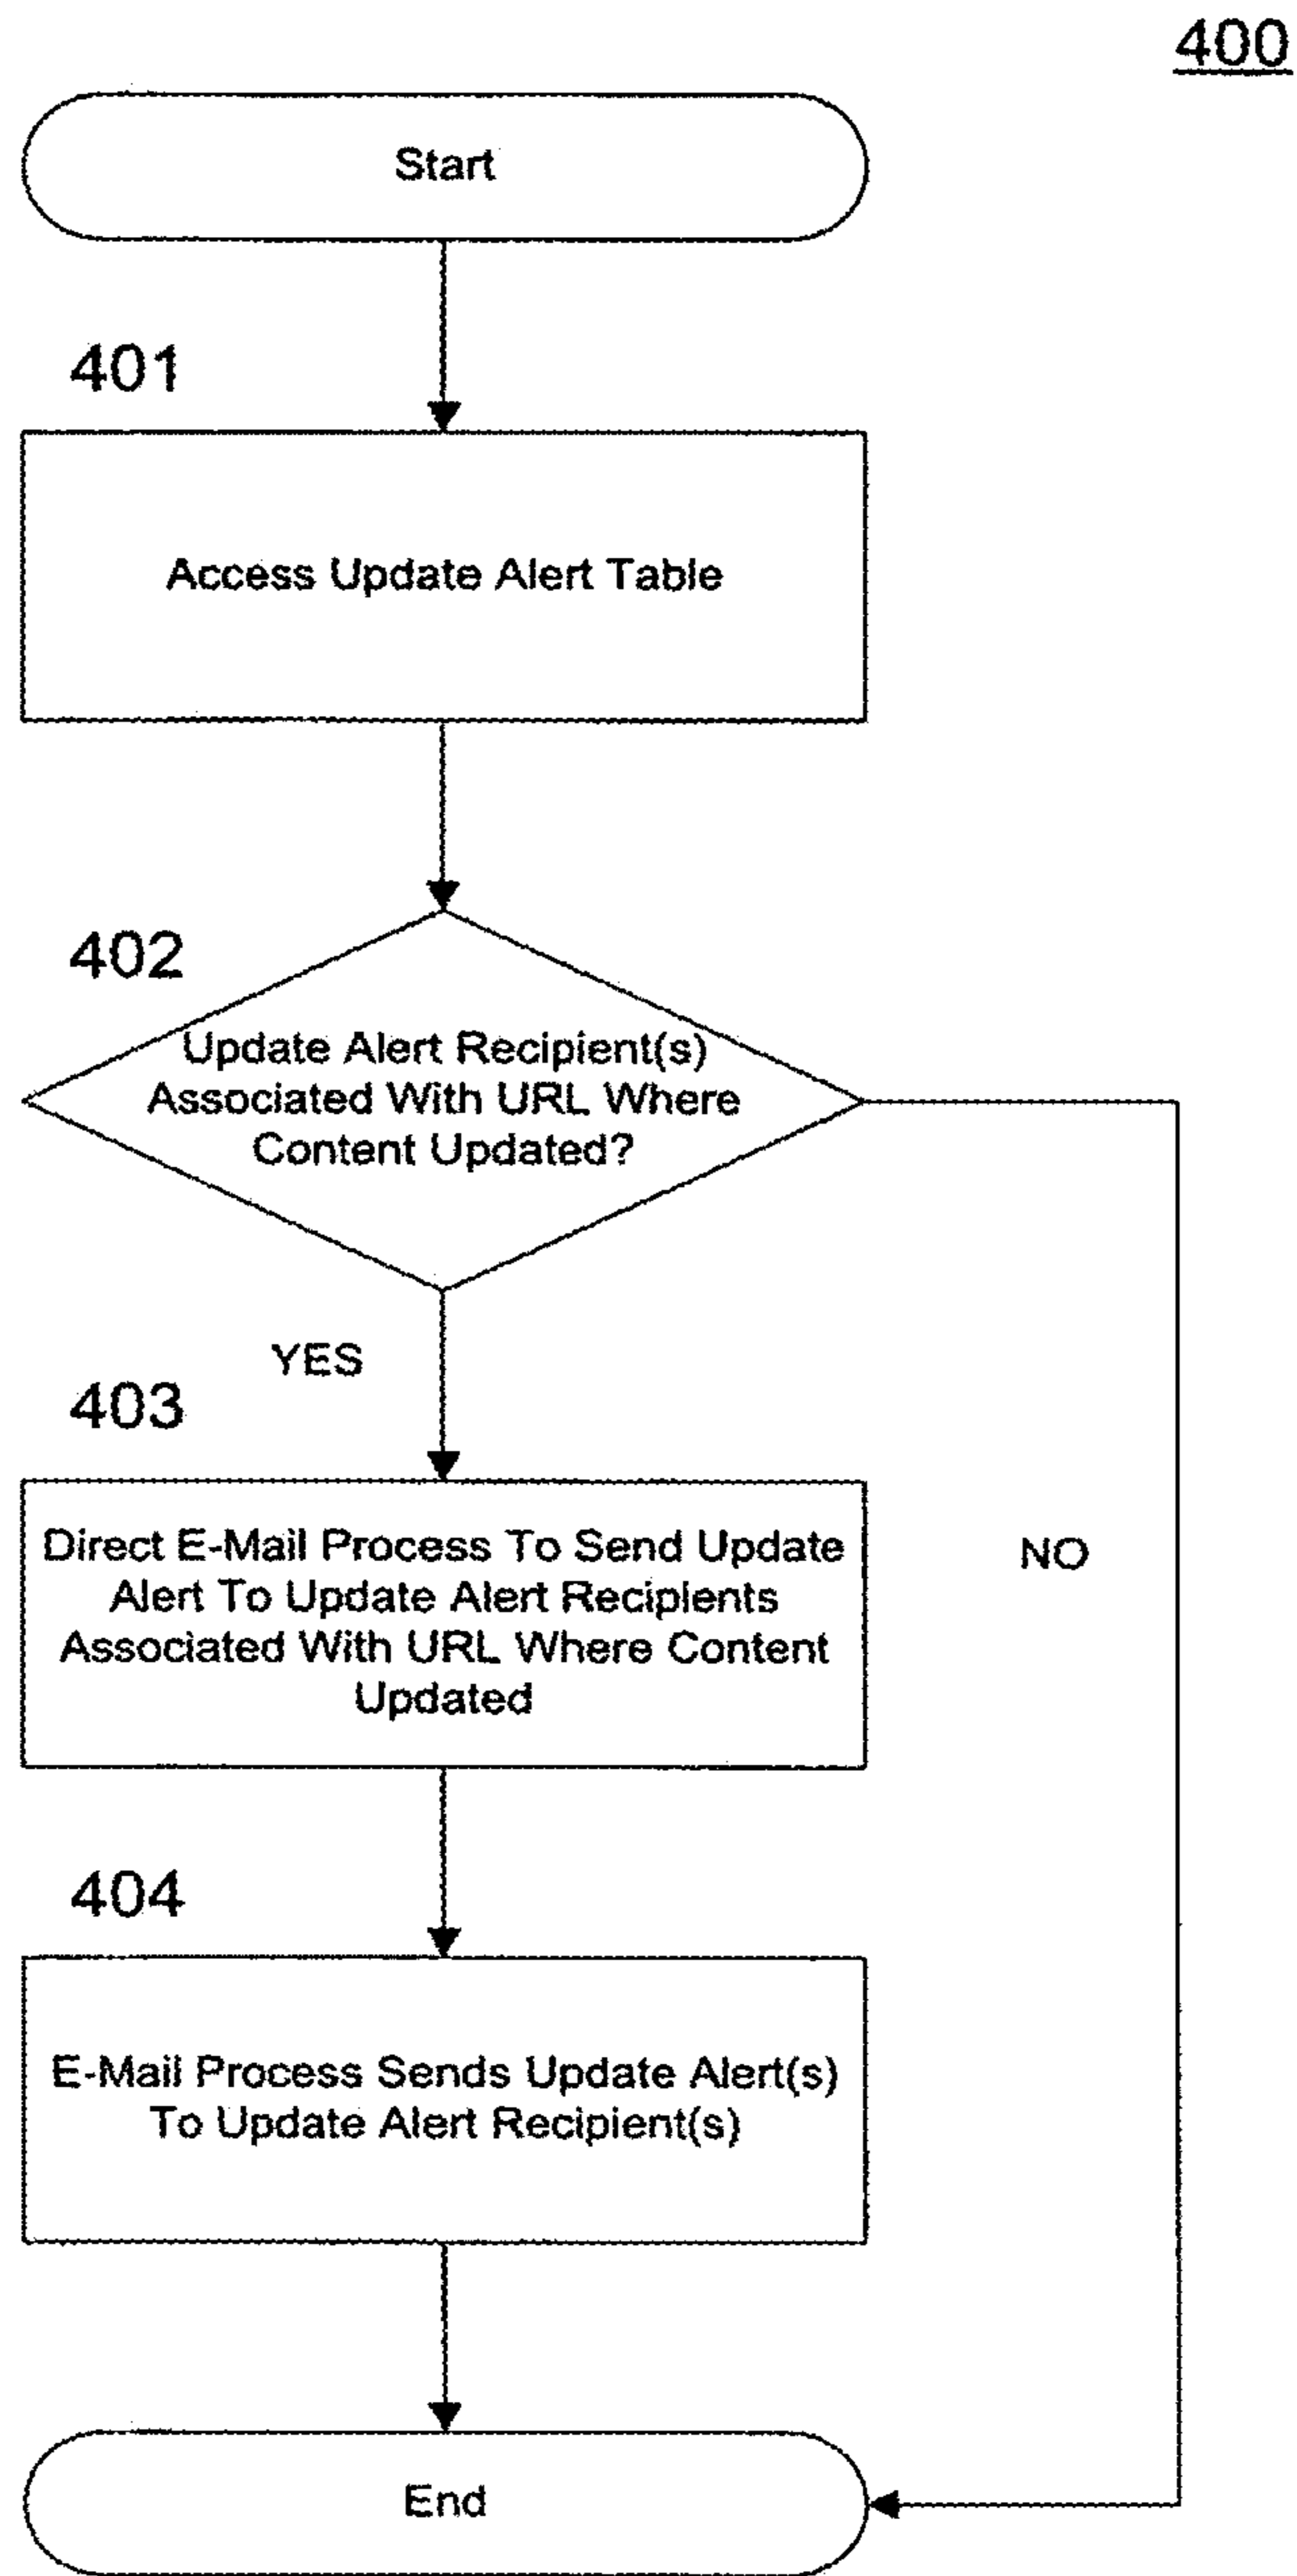 400
Start
401
Access Update Alert Table
402
Update Alert Recipient(s)
Associated With URL Where
Content Updated?
YES
403
Direct E-Mail Process To Send Update
Alert To Update Alert Recipients
Associated With URL Where Content
Updated
NO
404
E-Mail Process Sends Update Alert(s)
To Update Alert Recipient(s)
End